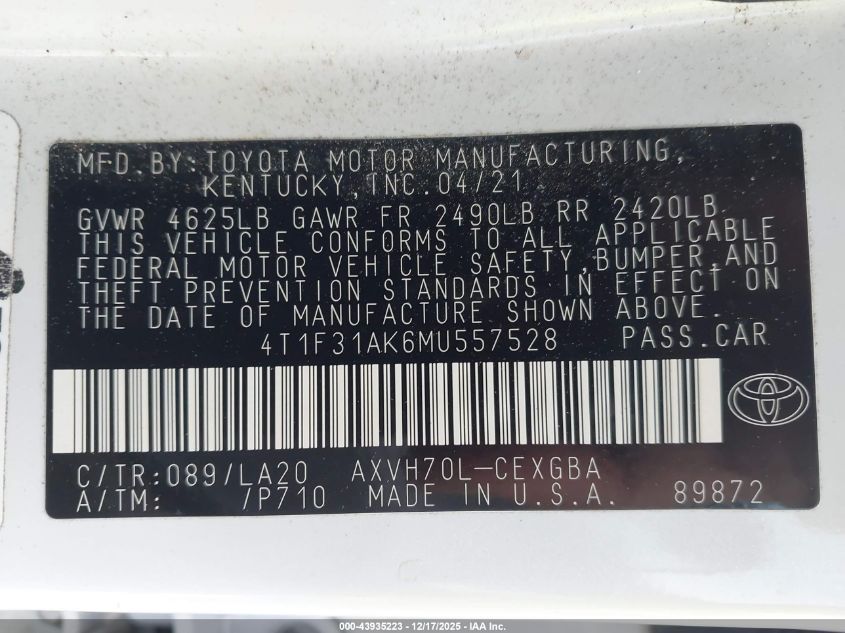 MFD. BY: TOYOTA MOTOR MANUFACTURING,
KENTUCKY, INC. 04/21
GVWR 4625LB GAWR FR 2490LB RR 2420LB
THIS VEHICLE CONFORMS TO ALL APPLICABLE
FEDERAL MOTOR VEHICLE SAFETY, BUMPER, AND
THEFT PREVENTION STANDARDS IN EFFECT ON
THE DATE OF MANUFACTURE SHOWN ABOVE.
4T1F31AK6MU557528 PASS. CAR
C/TR: 089/LA20 AXVH70L-CEXGBA
A/TM: /P710 MADE IN U.S.A. 89872
000-43935223 - 12/17/2025 - IAA Inc.